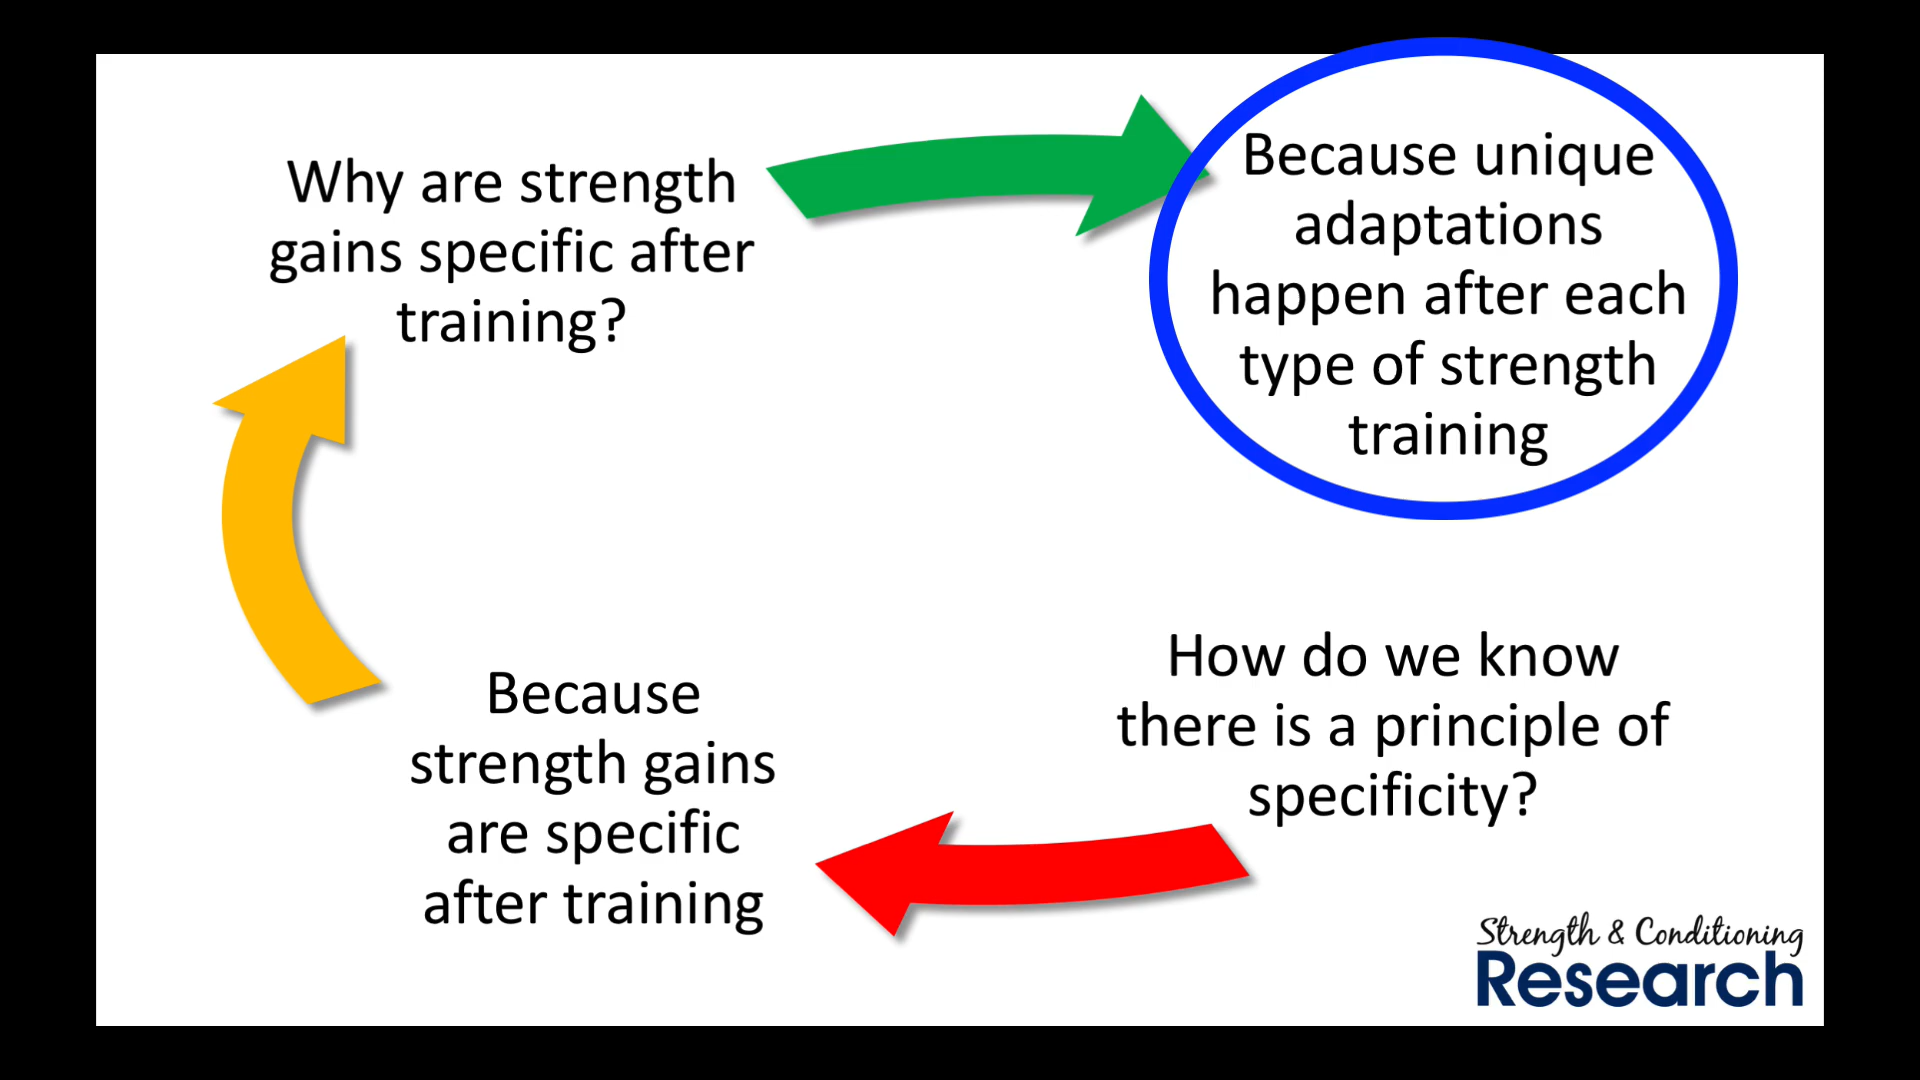 Why are strength
gains specific after
training?
Because unique
adaptations
happen after each
type of strength
training
How do we know
there is a principle of
specificity?
Because
strength gains
are specific
after training
Strength & Conditioning
Research